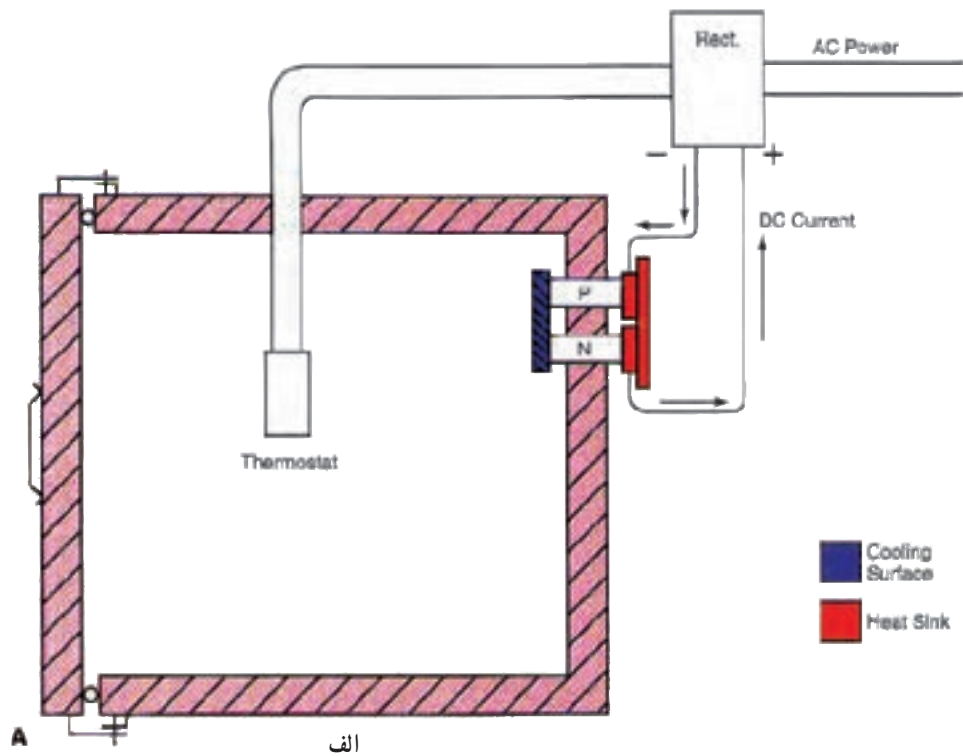 Rect.
AC Power
− +
DC Current
P
N
Thermostat
Cooling
Surface
Heat Sink
A
الف